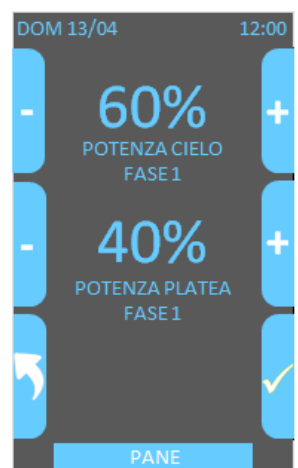 DOM 13/04 12:00
- 60% +
POTENZA CIELO
FASE 1
- 40% +
POTENZA PLATEA
FASE 1
PANE